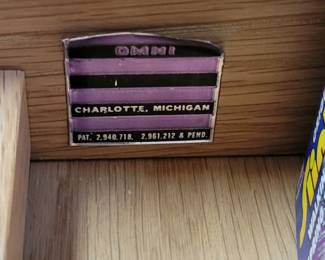 OMNI
CHARLOTTE, MICHIGAN
PAT. 2,940,718. 2,961,212 & PEND.